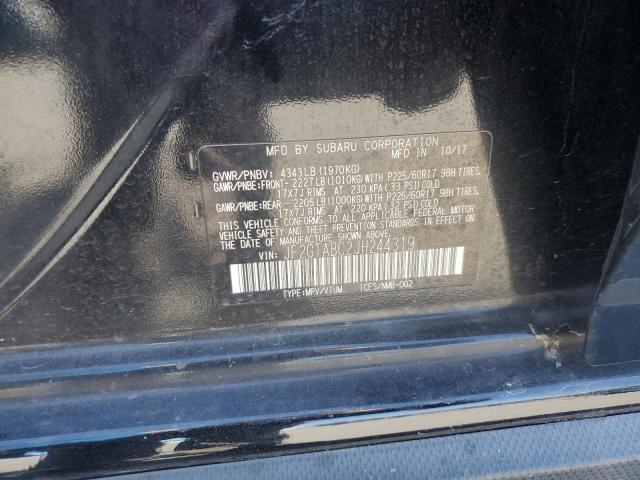 MFD BY SUBARU CORPORATION MFD IN 10/17
GVWR/PNBV: 4343LB (1970KG)
GAWR/PNBE:FRONT- 2227LB(1010KG)WITH P225/60R17 98H TIRES.
17X7J RIMS AT 230 KPA(33 PSI)COLD
GAWR/PNBE:REAR - 2205LB(1000KG)WITH P225/60R17 98H TIRES.
17X7J RIMS AT 220 KPA(32 PSI)COLD
THIS VEHICLE CONFORMS TO ALL APPLICABLE FEDERAL MOTOR
VEHICLE SAFETY AND THEFT PREVENTION STANDARDS
IN EFFECT ON THE DATE OF MANUFACTURE SHOWN ABOVE.
VIN: JF2GTABC2JH244319
TYPE:MPV/VTUM ICES/NMB-002